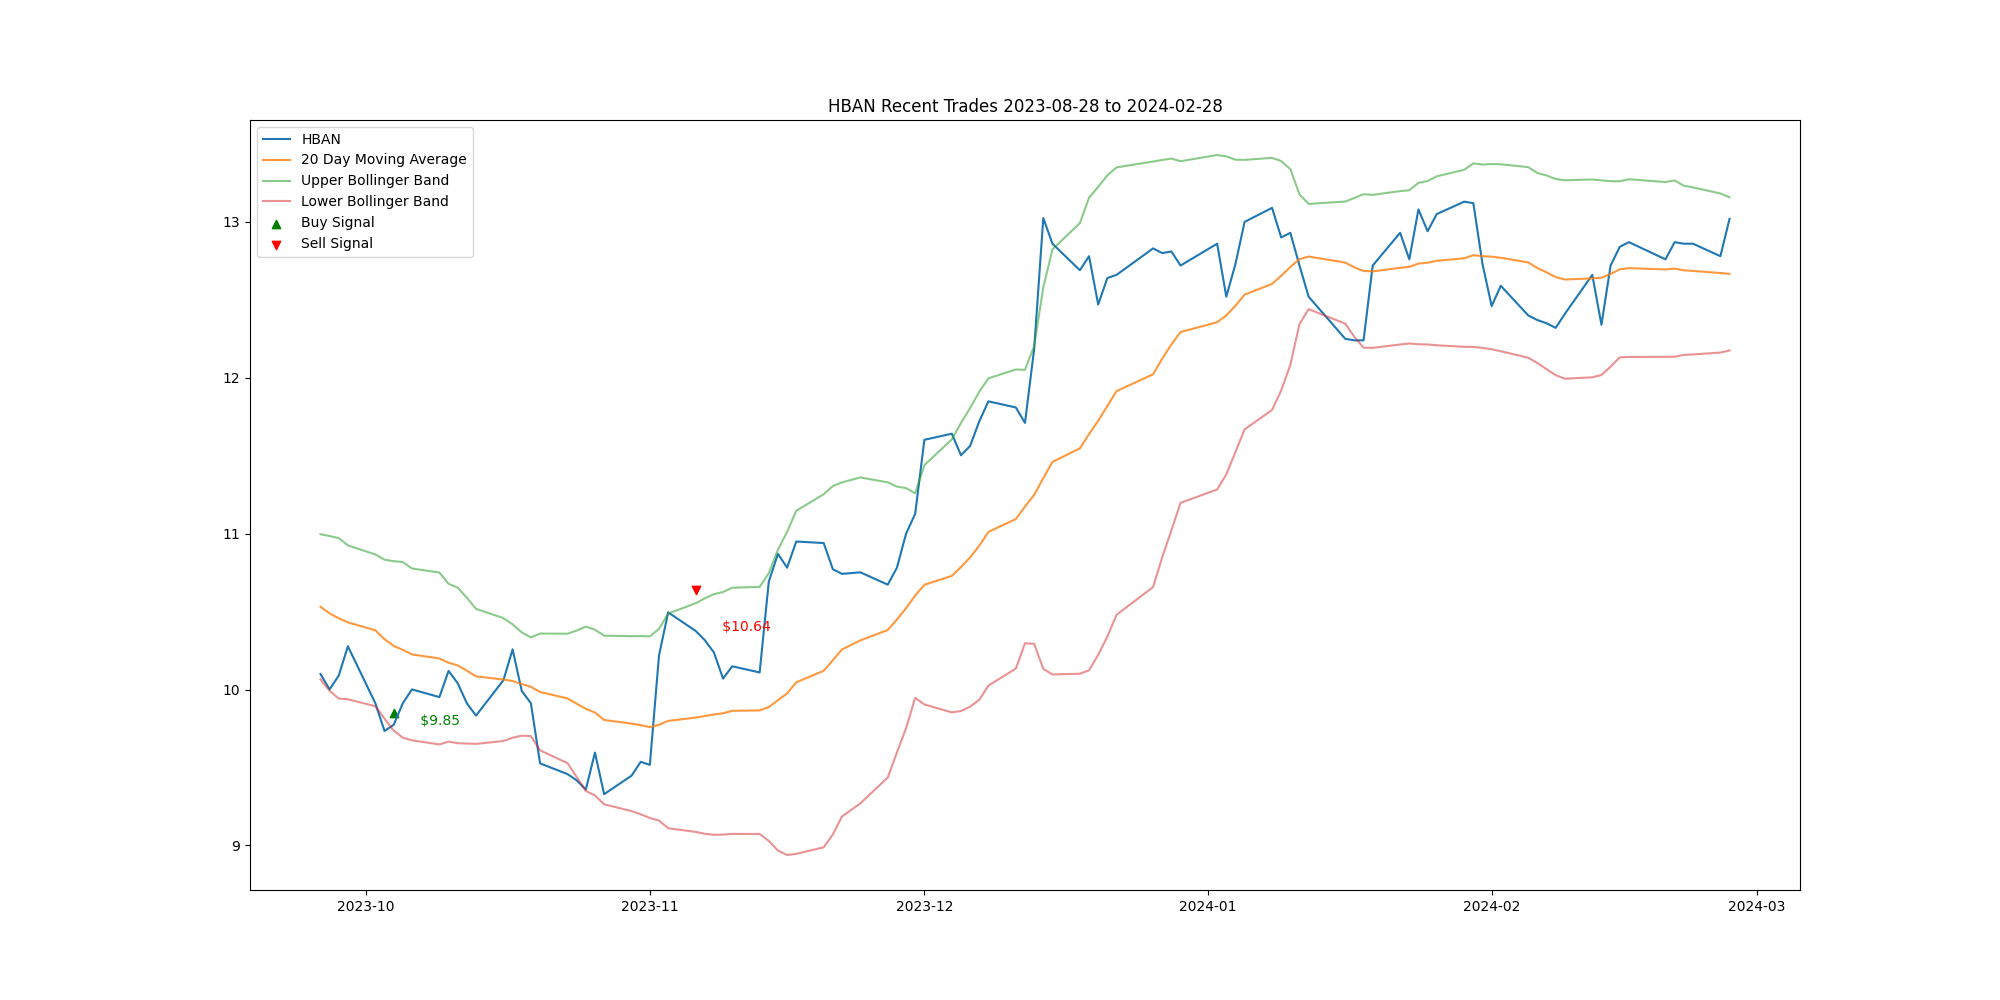 HBAN Recent Trades 2023-08-28 to 2024-02-28
HBAN
20 Day Moving Average
Upper Bollinger Band
Lower Bollinger Band
Buy Signal
Sell Signal
13
12
11
10
9
$10.64
$9.85
2023-10
2023-11
2023-12
2024-01
2024-02
2024-03